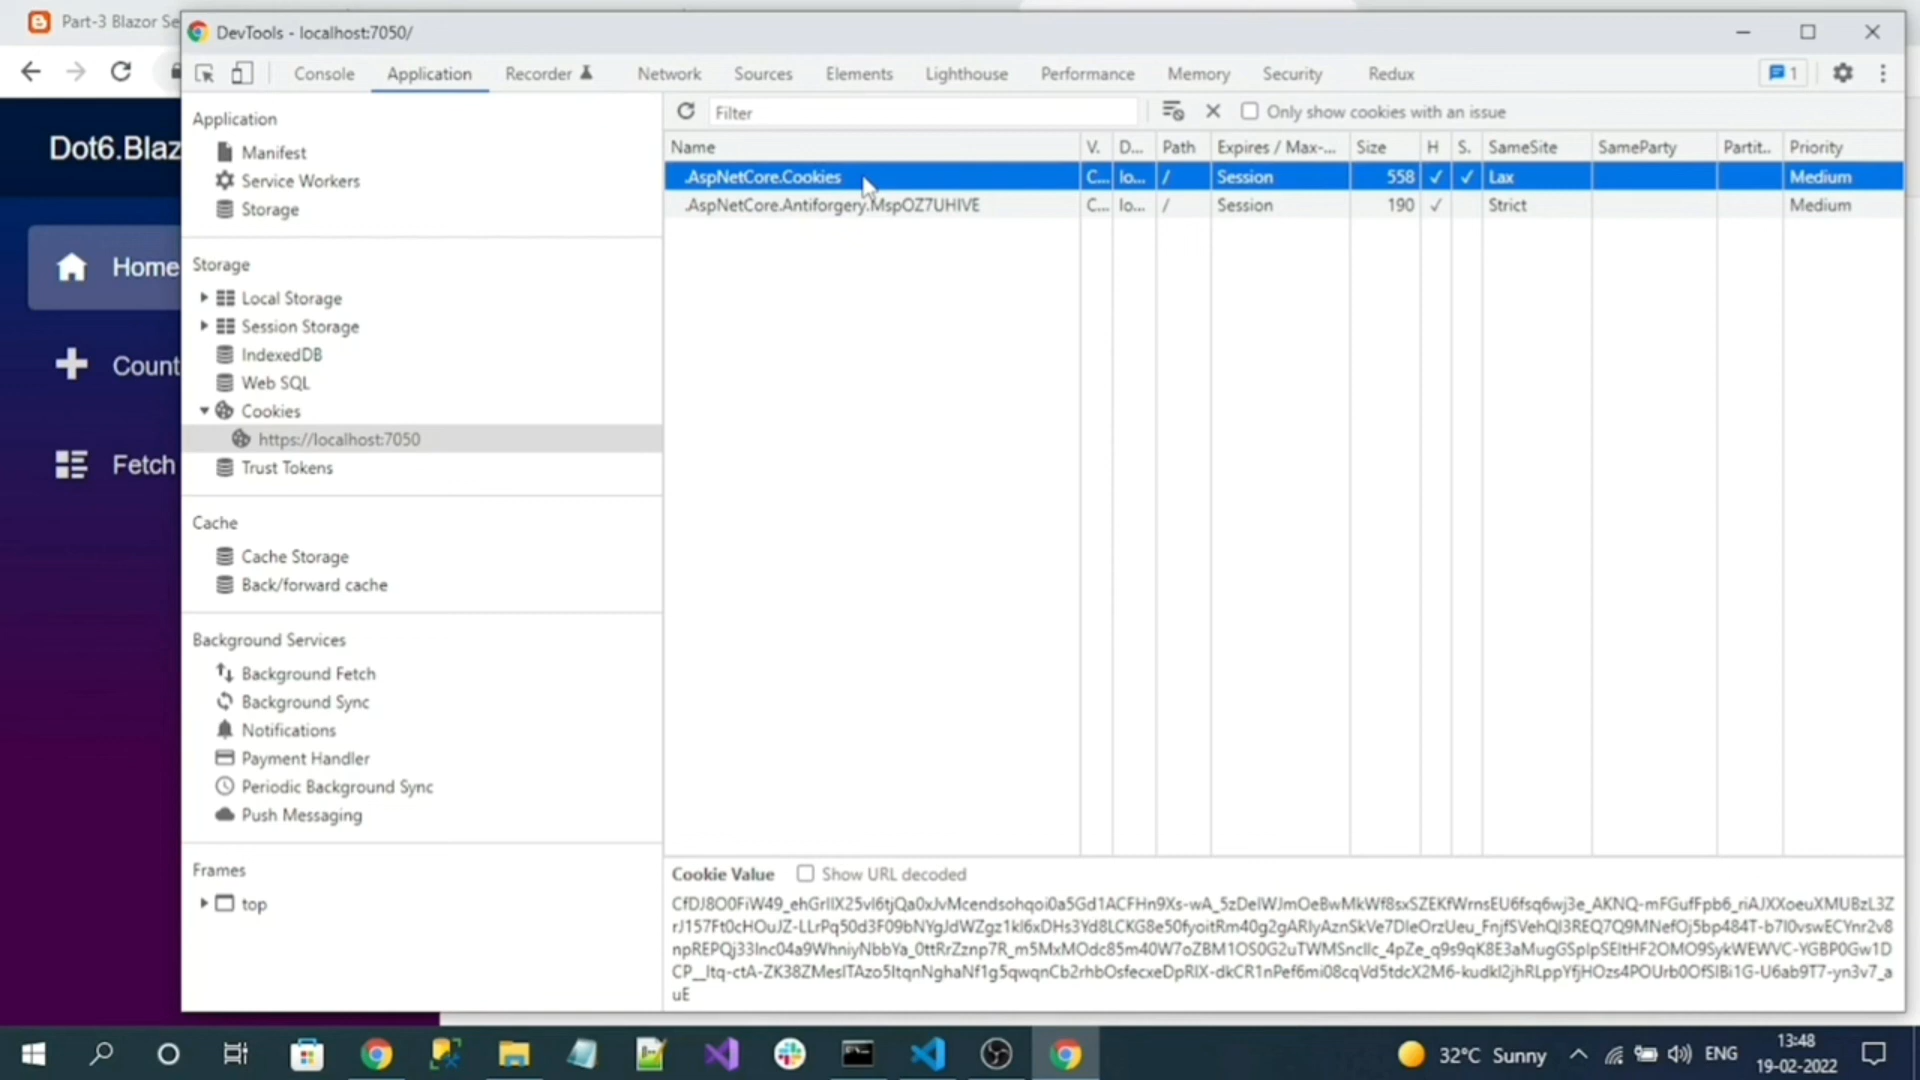 Part-3 Blazor Se
DevTools - localhost:7050/
Console Application Recorder Network Sources Elements Lighthouse Performance Memory Security Redux 1
Filter
Only show cookies with an issue
Application
Manifest
Service Workers
Storage
Storage
Local Storage
Session Storage
IndexedDB
Web SQL
Cookies
https://localhost:7050
Trust Tokens
Cache
Cache Storage
Back/forward cache
Background Services
Background Fetch
Background Sync
Notifications
Payment Handler
Periodic Background Sync
Push Messaging
Frames
top
Name V. D... Path Expires / Max-... Size H S. SameSite SameParty Partit.. Priority
.AspNetCore.Cookies C... lo... / Session 558 ✓ ✓ Lax Medium
.AspNetCore.Antiforgery.MspOZ7UHIVE C... lo... / Session 190 ✓ Strict Medium
Cookie Value Show URL decoded
uE
Dot6.Blaz
Home
Count
Fetch
32°C Sunny ENG
13:48
19-02-2022